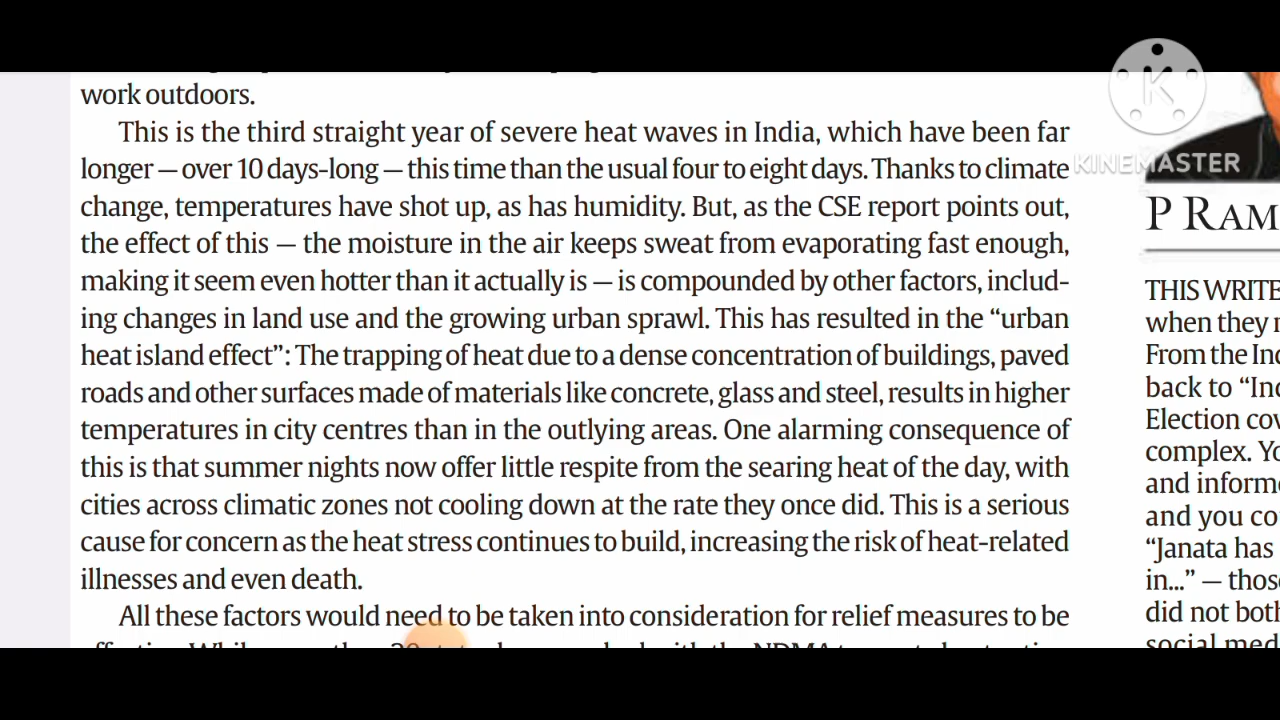 work outdoors.
This is the third straight year of severe heat waves in India, which have been far
longer — over 10 days-long — this time than the usual four to eight days. Thanks to climate
change, temperatures have shot up, as has humidity. But, as the CSE report points out,
the effect of this — the moisture in the air keeps sweat from evaporating fast enough,
making it seem even hotter than it actually is — is compounded by other factors, includ-
ing changes in land use and the growing urban sprawl. This has resulted in the “urban
heat island effect”: The trapping of heat due to a dense concentration of buildings, paved
roads and other surfaces made of materials like concrete, glass and steel, results in higher
temperatures in city centres than in the outlying areas. One alarming consequence of
this is that summer nights now offer little respite from the searing heat of the day, with
cities across climatic zones not cooling down at the rate they once did. This is a serious
cause for concern as the heat stress continues to build, increasing the risk of heat-related
illnesses and even death.
All these factors would need to be taken into consideration for relief measures to be
KINEMASTER
P RAM
THIS WRITE
when they
From the Ind
back to “Ind
Election cov
complex. Yo
and inform
and you co
“Janata has
in...” — thos
did not both
social med